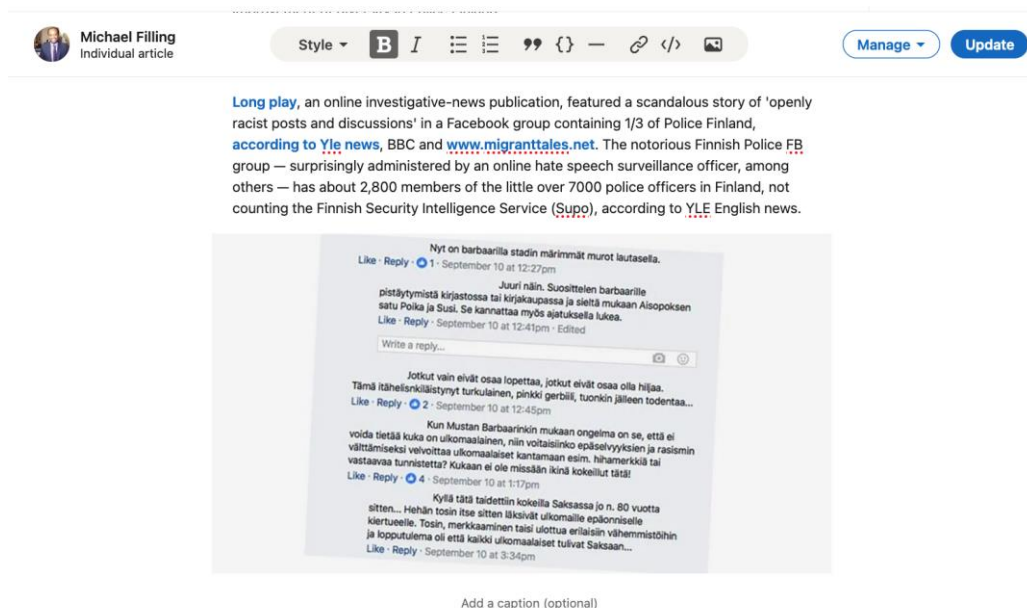 Michael Filling
Individual article
Style
B I
Manage
Update
Long play, an online investigative-news publication, featured a scandalous story of 'openly
racist posts and discussions' in a Facebook group containing 1/3 of Police Finland,
according to Yle news, BBC and www.migranttales.net. The notorious Finnish Police FB
group — surprisingly administered by an online hate speech surveillance officer, among
others — has about 2,800 members of the little over 7000 police officers in Finland, not
counting the Finnish Security Intelligence Service (Supo), according to YLE English news.
Nyt on barbaarilla stadin märimmät murot lautasella.
Like · Reply · 1 · September 10 at 12:27pm
Juuri näin. Suosittelen barbaarille
pistäytymistä kirjastossa tai kirjakaupassa ja sieltä mukaan Aisopoksen
satu Poika ja Susi. Se kannattaa myös ajatuksella lukea.
Like · Reply · September 10 at 12:41pm · Edited
Write a reply...
Jotkut vain eivät osaa lopettaa, jotkut eivät osaa olla hiljaa.
Tämä itähelisnkiläistynyt turkulainen, pinkki gerbiili, tuonkin jälleen todentaa...
Like · Reply · 2 · September 10 at 12:45pm
Kun Mustan Barbaarinkin mukaan ongelma on se, että ei
voida tietää kuka on ulkomaalainen, niin voitaisiinko epäselvyyksien ja rasismin
välttämiseksi velvoittaa ulkomaalaiset kantamaan esim. hihamerkkiä tai
vastaavaa tunnistetta? Kukaan ei ole missään ikinä kokeillut tätä!
Like · Reply · 4 · September 10 at 1:17pm
Kyllä tätä taidettiin kokeilla Saksassa jo n. 80 vuotta
sitten... Hehän tosin itse sitten läksivät ulkomaille epäonniselle
kiertueelle. Tosin, merkkaaminen taisi ulottua erilaisiin vähemmistöihin
ja lopputulema oli että kaikki ulkomaalaiset tulivat Saksaan...
Like · Reply · September 10 at 3:34pm
Add a caption (optional)